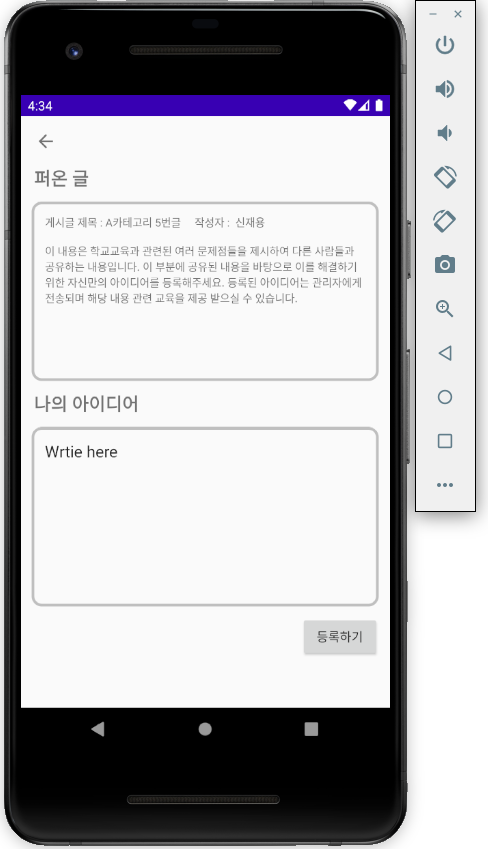 4:34
퍼온 글
게시글 제목 : A카테고리 5번글 작성자 : 신재용
이 내용은 학교교육과 관련된 여러 문제점들을 제시하여 다른 사람들과
공유하는 내용입니다. 이 부분에 공유된 내용을 바탕으로 이를 해결하기
위한 자신만의 아이디어를 등록해주세요. 등록된 아이디어는 관리자에게
전송되며 해당 내용 관련 교육을 제공 받으실 수 있습니다.
나의 아이디어
Wrtie here
등록하기